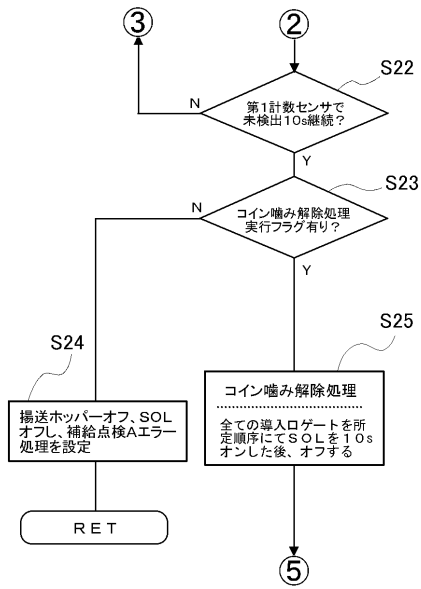 ③
②
S22
第1計数センサで
未検出10s継続？
N
Y
S23
コイン噛み解除処理
実行フラグ有り？
N
Y
S24
揚送ホッパーオフ、SOL
オフし、補給点検Aエラー
処理を設定
RET
S25
コイン噛み解除処理
全ての導入口ゲートを所
定順序にてSOLを10s
オンした後、オフする
⑤